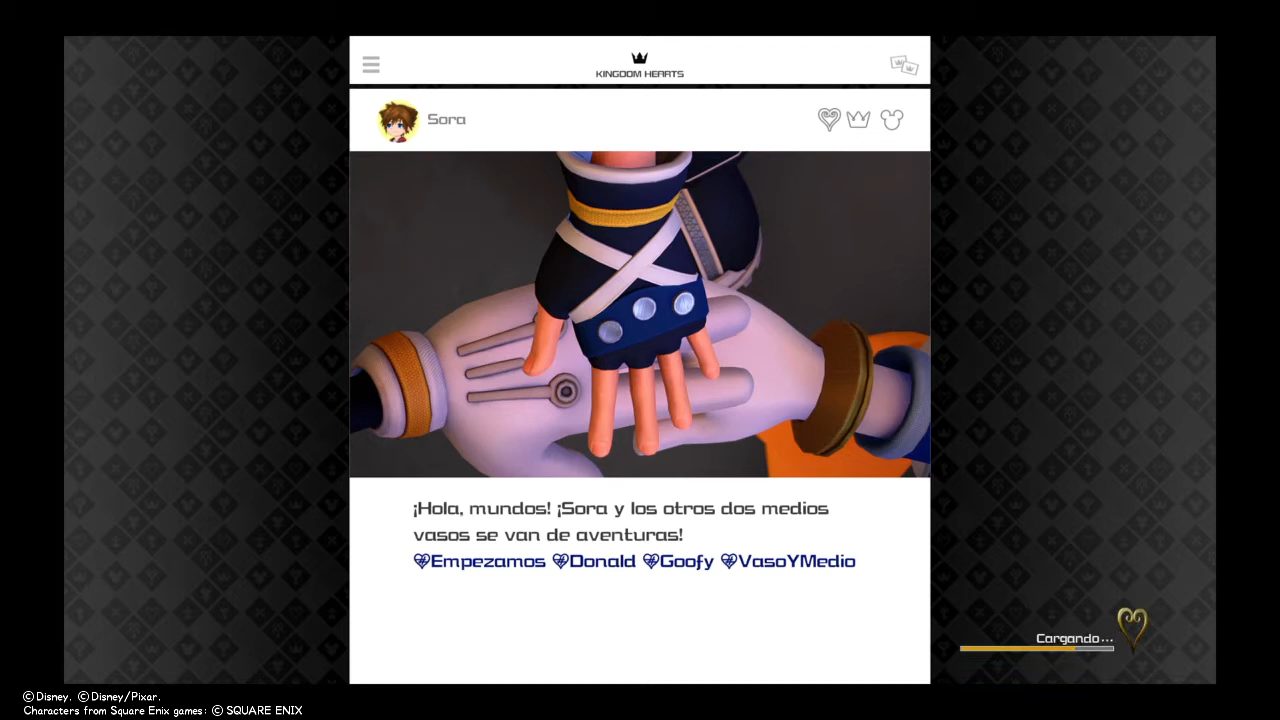 KINGDOM HEARTS
Sora
¡Hola, mundos! ¡Sora y los otros dos medios
vasos se van de aventuras!
Empezamos Donald Goofy VasoYMedio
Cargando...
©Disney. ©Disney/Pixar.
Characters from Square Enix games: © SQUARE ENIX